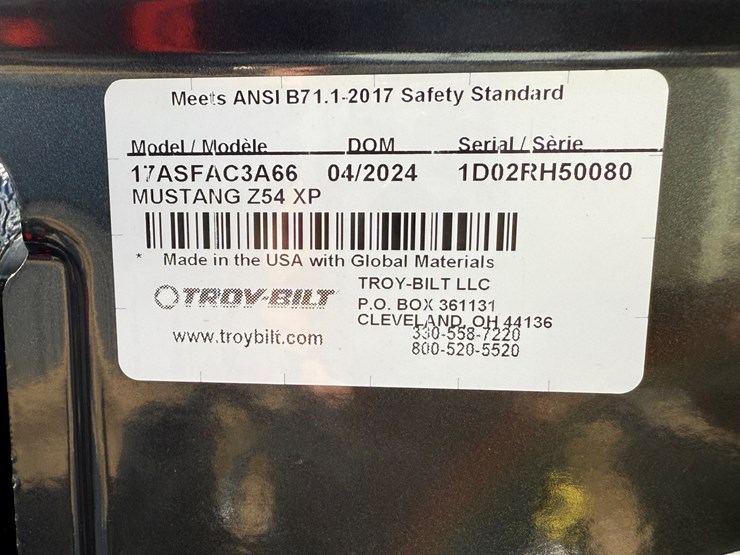 Meets ANSI B71.1-2017 Safety Standard
Model / Modèle DOM Serial / Sèrie
17ASFAC3A66 04/2024 1D02RH50080
MUSTANG Z54 XP
* Made in the USA with Global Materials
TROY-BILT
www.troybilt.com
TROY-BILT LLC
P.O. BOX 361131
CLEVELAND, OH 44136
330-558-7220
800-520-5520